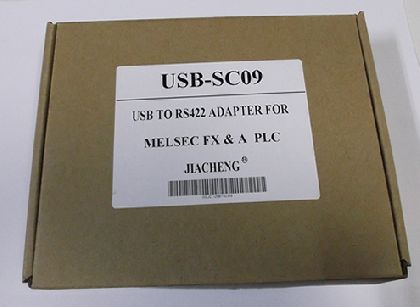 USB-SC09
USB TO RS422 ADAPTER FOR
MELSEC FX & A PLC
JIACHENG®